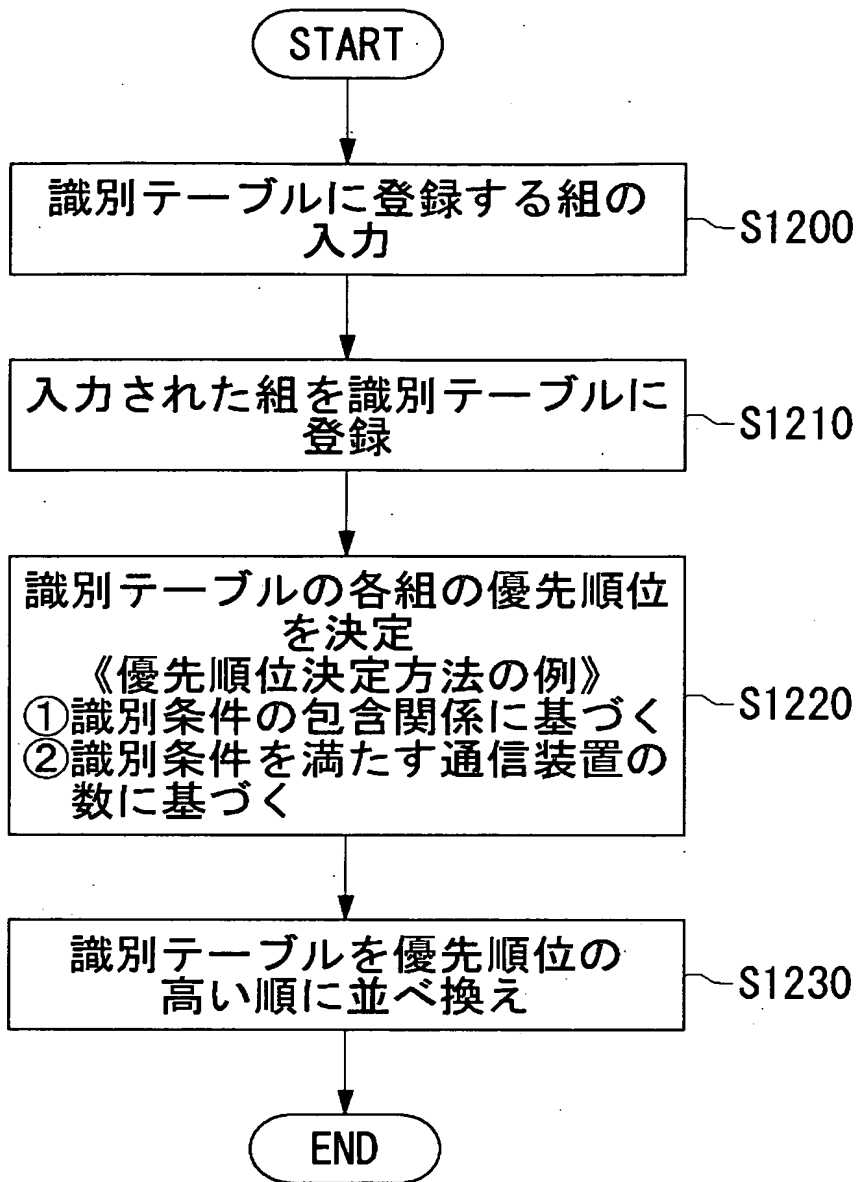 START
識別テーブルに登録する組の
入力
S1200
入力された組を識別テーブルに
登録
S1210
識別テーブルの各組の優先順位
を決定
《優先順位決定方法の例》
①識別条件の包含関係に基づく
②識別条件を満たす通信装置の
数に基づく
S1220
識別テーブルを優先順位の
高い順に並べ換え
S1230
END